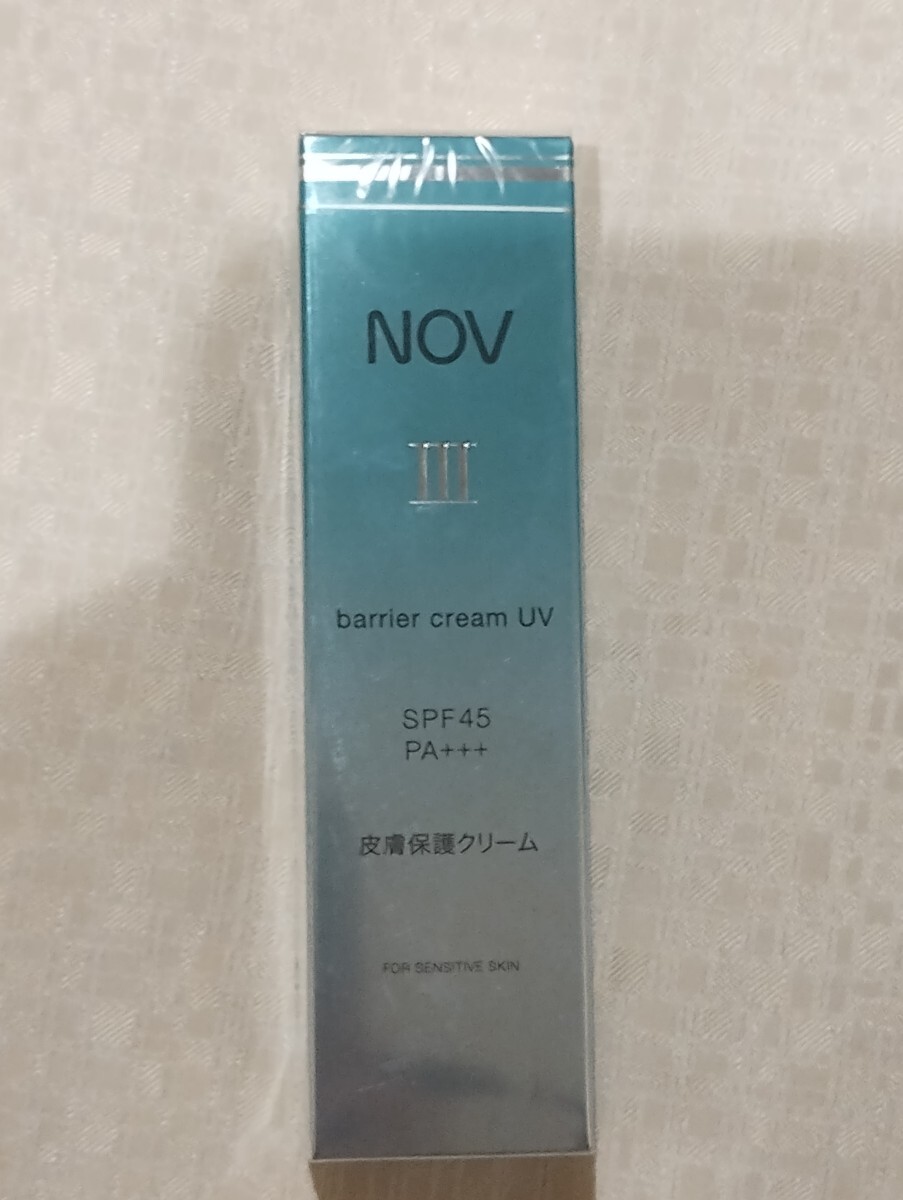 NOV
III
barrier cream UV
SPF45
PA+++
皮膚保護クリーム
FOR SENSITIVE SKIN